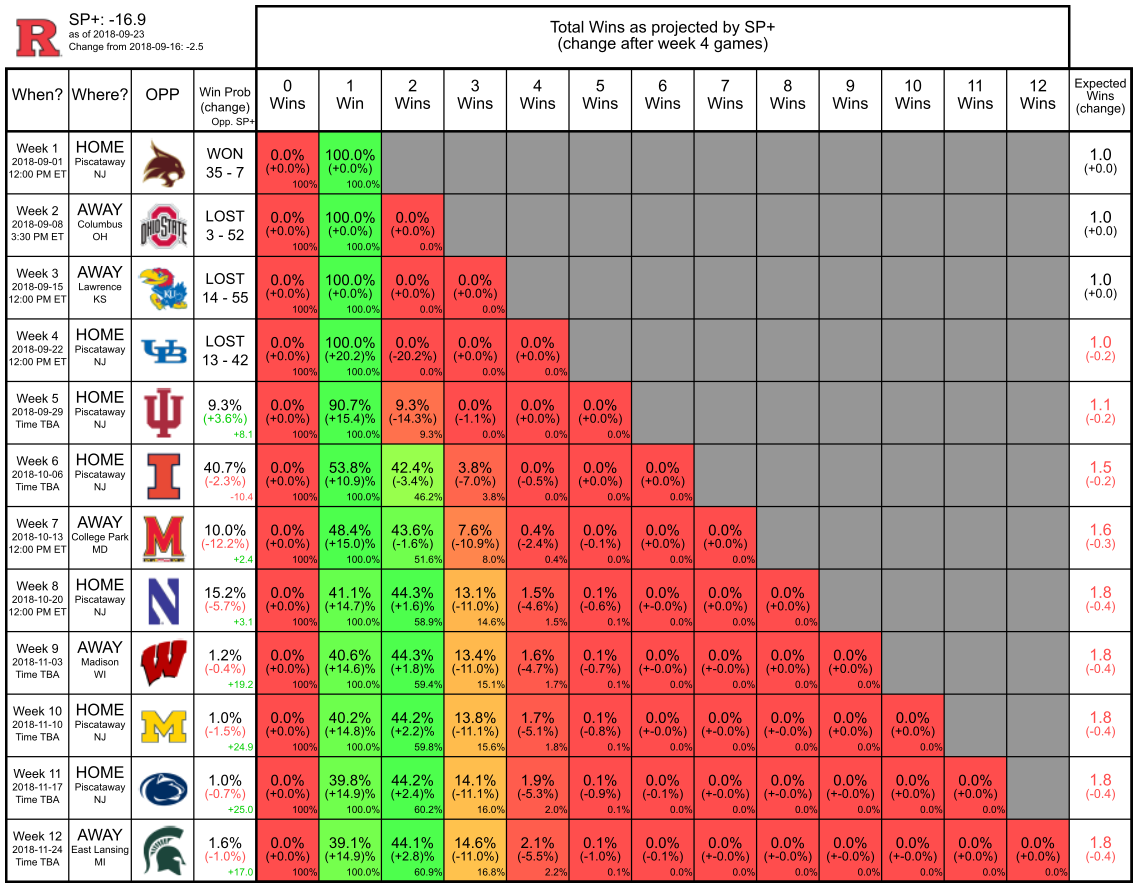 R
SP+: -16.9
as of 2018-09-23
Change from 2018-09-16: -2.5
Total Wins as projected by SP+
(change after week 4 games)
When? Where? OPP Win Prob (change) Opp. SP+ 0 Wins 1 Win 2 Wins 3 Wins 4 Wins 5 Wins 6 Wins 7 Wins 8 Wins 9 Wins 10 Wins 11 Wins 12 Wins Expected Wins (change)
Week 1 HOME WON 0.0% 100.0% 1.0
2018-09-01 Piscataway (+0.0%) (+0.0%) (+0.0)
12:00 PM ET NJ 35 - 7 100% 100.0%
Week 2 AWAY LOST 0.0% 100.0% 0.0% 1.0
2018-09-08 Columbus OHIO STATE (+0.0%) (+0.0%) (+0.0%) (+0.0)
3:30 PM ET OH 3 - 52 100% 100.0% 0.0%
Week 3 AWAY LOST 0.0% 100.0% 0.0% 0.0% 1.0
2018-09-15 Lawrence KU (+0.0%) (+0.0%) (+0.0%) (+0.0%) (+0.0)
12:00 PM ET KS 14 - 55 100% 100.0% 0.0% 0.0%
Week 4 HOME LOST 0.0% 100.0% 0.0% 0.0% 0.0% 1.0
2018-09-22 Piscataway UB (+0.0%) (+20.2)% (-20.2%) (+0.0%) (+0.0%) (-0.2)
12:00 PM ET NJ 13 - 42 100% 100.0% 0.0% 0.0% 0.0%
Week 5 HOME 9.3% 0.0% 90.7% 9.3% 0.0% 0.0% 0.0% 1.1
2018-09-29 Piscataway (+3.6%) (+0.0%) (+15.4)% (-14.3%) (-1.1%) (+0.0%) (+0.0%) (-0.2)
Time TBA NJ +8.1 100% 100.0% 9.3% 0.0% 0.0% 0.0%
Week 6 HOME I 40.7% 0.0% 53.8% 42.4% 3.8% 0.0% 0.0% 0.0% 1.5
2018-10-06 Piscataway (-2.3%) (+0.0%) (+10.9)% (-3.4%) (-7.0%) (-0.5%) (+0.0%) (+0.0%) (-0.2)
Time TBA NJ -10.4 100% 100.0% 46.2% 3.8% 0.0% 0.0% 0.0%
Week 7 AWAY M 10.0% 0.0% 48.4% 43.6% 7.6% 0.4% 0.0% 0.0% 0.0% 1.6
2018-10-13 College Park (-12.2%) (+0.0%) (+15.0)% (-1.6%) (-10.9%) (-2.4%) (-0.1%) (+0.0%) (+0.0%) (-0.3)
12:00 PM ET MD +2.4 100% 100.0% 51.6% 8.0% 0.4% 0.0% 0.0% 0.0%
Week 8 HOME N 15.2% 0.0% 41.1% 44.3% 13.1% 1.5% 0.1% 0.0% 0.0% 0.0% 1.8
2018-10-20 Piscataway (-5.7%) (+0.0%) (+14.7)% (+1.6%) (-11.0%) (-4.6%) (-0.6%) (+-0.0%) (+0.0%) (+0.0%) (-0.4)
12:00 PM ET NJ +3.1 100% 100.0% 58.9% 14.6% 1.5% 0.1% 0.0% 0.0% 0.0%
Week 9 AWAY W 1.2% 0.0% 40.6% 44.3% 13.4% 1.6% 0.1% 0.0% 0.0% 0.0% 0.0% 1.8
2018-11-03 Madison (-0.4%) (+0.0%) (+14.6)% (+1.8%) (-11.0%) (-4.7%) (-0.7%) (+-0.0%) (+-0.0%) (+0.0%) (+0.0%) (-0.4)
Time TBA WI +19.2 100% 100.0% 59.4% 15.1% 1.7% 0.1% 0.0% 0.0% 0.0% 0.0%
Week 10 HOME M 1.0% 0.0% 40.2% 44.2% 13.8% 1.7% 0.1% 0.0% 0.0% 0.0% 0.0% 0.0% 1.8
2018-11-10 Piscataway (-1.5%) (+0.0%) (+14.8)% (+2.2%) (-11.1%) (-5.1%) (-0.8%) (+-0.0%) (+-0.0%) (+-0.0%) (+0.0%) (+0.0%) (-0.4)
Time TBA NJ +24.9 100% 100.0% 59.8% 15.6% 1.8% 0.1% 0.0% 0.0% 0.0% 0.0% 0.0%
Week 11 HOME 1.0% 0.0% 39.8% 44.2% 14.1% 1.9% 0.1% 0.0% 0.0% 0.0% 0.0% 0.0% 0.0% 1.8
2018-11-17 Piscataway (-0.7%) (+0.0%) (+14.9)% (+2.4%) (-11.1%) (-5.3%) (-0.9%) (-0.1%) (+-0.0%) (+-0.0%) (+-0.0%) (+0.0%) (+0.0%) (-0.4)
Time TBA NJ +25.0 100% 100.0% 60.2% 16.0% 2.0% 0.1% 0.0% 0.0% 0.0% 0.0% 0.0% 0.0%
Week 12 AWAY 1.6% 0.0% 39.1% 44.1% 14.6% 2.1% 0.1% 0.0% 0.0% 0.0% 0.0% 0.0% 0.0% 0.0% 1.8
2018-11-24 East Lansing (-1.0%) (+0.0%) (+14.9)% (+2.8%) (-11.0%) (-5.5%) (-1.0%) (-0.1%) (+-0.0%) (+-0.0%) (+-0.0%) (+-0.0%) (+0.0%) (+0.0%) (-0.4)
Time TBA MI +17.0 100% 100.0% 60.9% 16.8% 2.2% 0.1% 0.0% 0.0% 0.0% 0.0% 0.0% 0.0% 0.0%